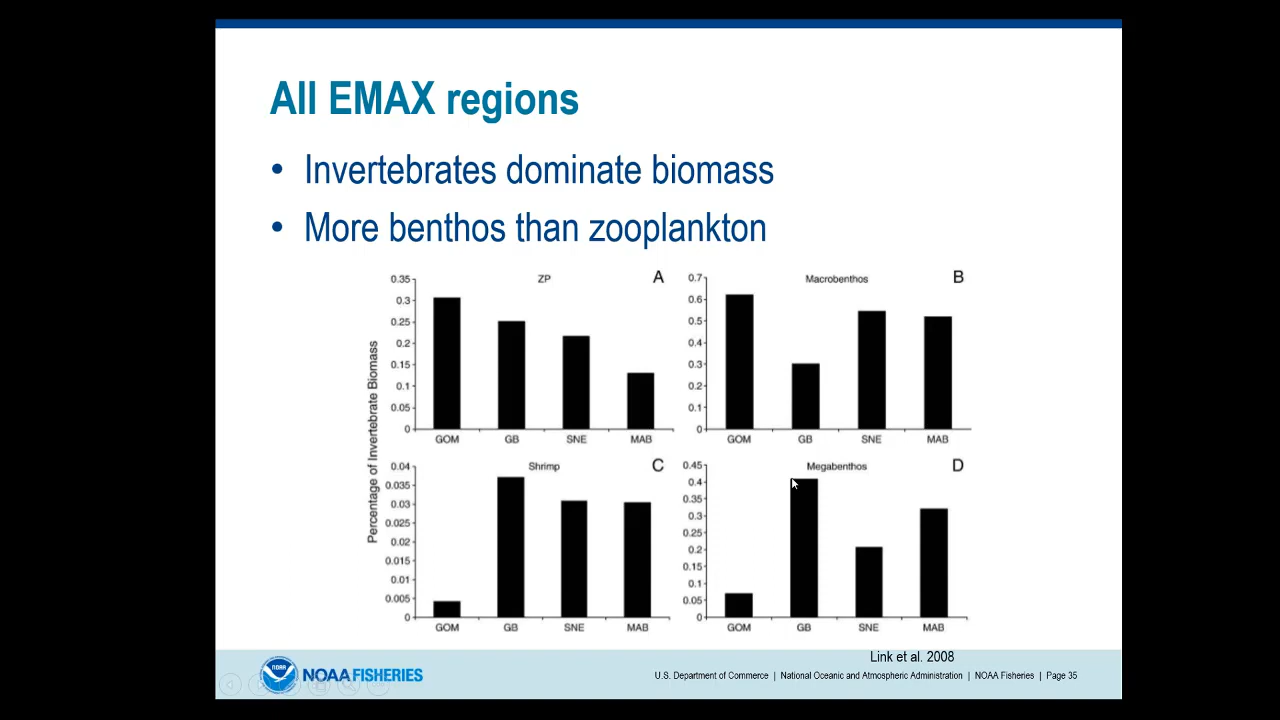 All EMAX regions
• Invertebrates dominate biomass
• More benthos than zooplankton
Percentage of Invertebrate Biomass
ZP
A
0.35
0.3
0.25
0.2
0.15
0.1
0.05
0
GOM GB SNE MAB
Macrobenthos
B
0.7
0.6
0.5
0.4
0.3
0.2
0.1
0
GOM GB SNE MAB
Shrimp
C
0.04
0.035
0.03
0.025
0.02
0.015
0.01
0.005
0
GOM GB SNE MAB
Megabenthos
D
0.45
0.4
0.35
0.3
0.25
0.2
0.15
0.1
0.05
0
GOM GB SNE MAB
Link et al. 2008
NOAA
NOAA FISHERIES
U.S. Department of Commerce | National Oceanic and Atmospheric Administration | NOAA Fisheries | Page 35